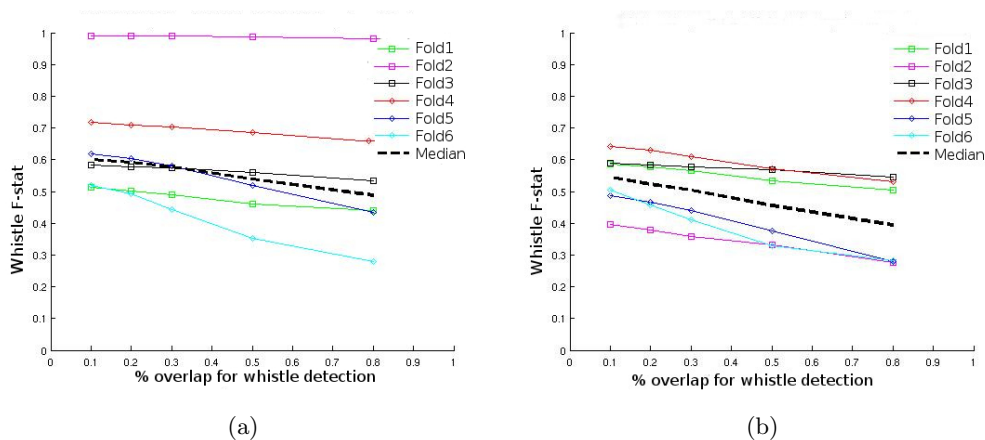 1
0.9
0.8
0.7
0.6
0.5
0.4
0.3
0.2
0.1
0
Whistle F-stat
0 0.1 0.2 0.3 0.4 0.5 0.6 0.7 0.8 0.9 1
% overlap for whistle detection
Fold1
Fold2
Fold3
Fold4
Fold5
Fold6
Median
(a)
1
0.9
0.8
0.7
0.6
0.5
0.4
0.3
0.2
0.1
0
Whistle F-stat
0 0.1 0.2 0.3 0.4 0.5 0.6 0.7 0.8 0.9 1
% overlap for whistle detection
Fold1
Fold2
Fold3
Fold4
Fold5
Fold6
Median
(b)